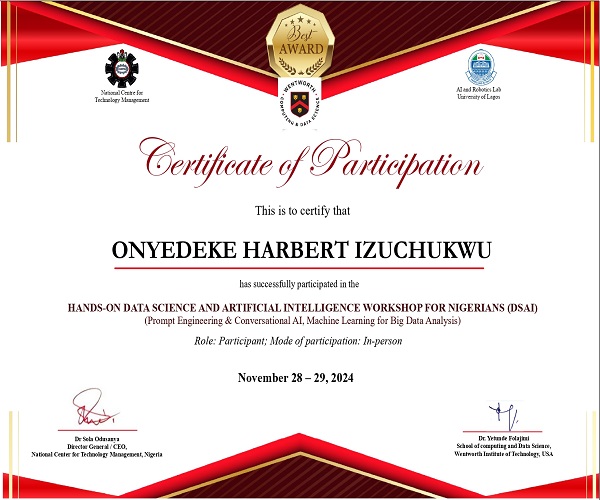 Best
AWARD
National Centre for
Technology Management
WENTWORTH
COMPUTING & DATA SCIENCE
AI and Robotics Lab
University of Lagos
Certificate of Participation
This is to certify that
ONYEDEKE HARBERT IZUCHUKWU
has successfully participated in the
HANDS-ON DATA SCIENCE AND ARTIFICIAL INTELLIGENCE WORKSHOP FOR NIGERIANS (DSAI)
(Prompt Engineering & Conversational AI, Machine Learning for Big Data Analysis)
Role: Participant; Mode of participation: In-person
November 28 – 29, 2024
Dr Sola Odusanya
Director General / CEO,
National Center for Technology Management, Nigeria
Dr. Yetunde Folajimi
School of computing and Data Science,
Wentworth Institute of Technology, USA